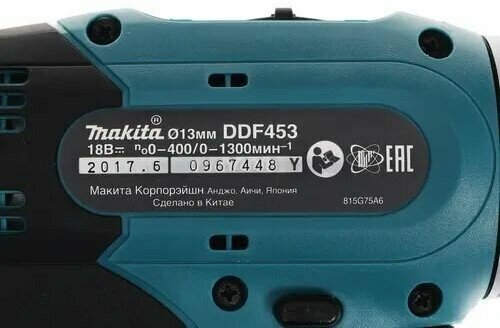 makita® Ø13мм DDF453
18В⎓ n₀0-400/0-1300мин⁻¹
2017.6 0967448 Y
EAC
Макита Корпорэйшн Анджо, Аичи, Япония
Сделано в Китае
815G75A6